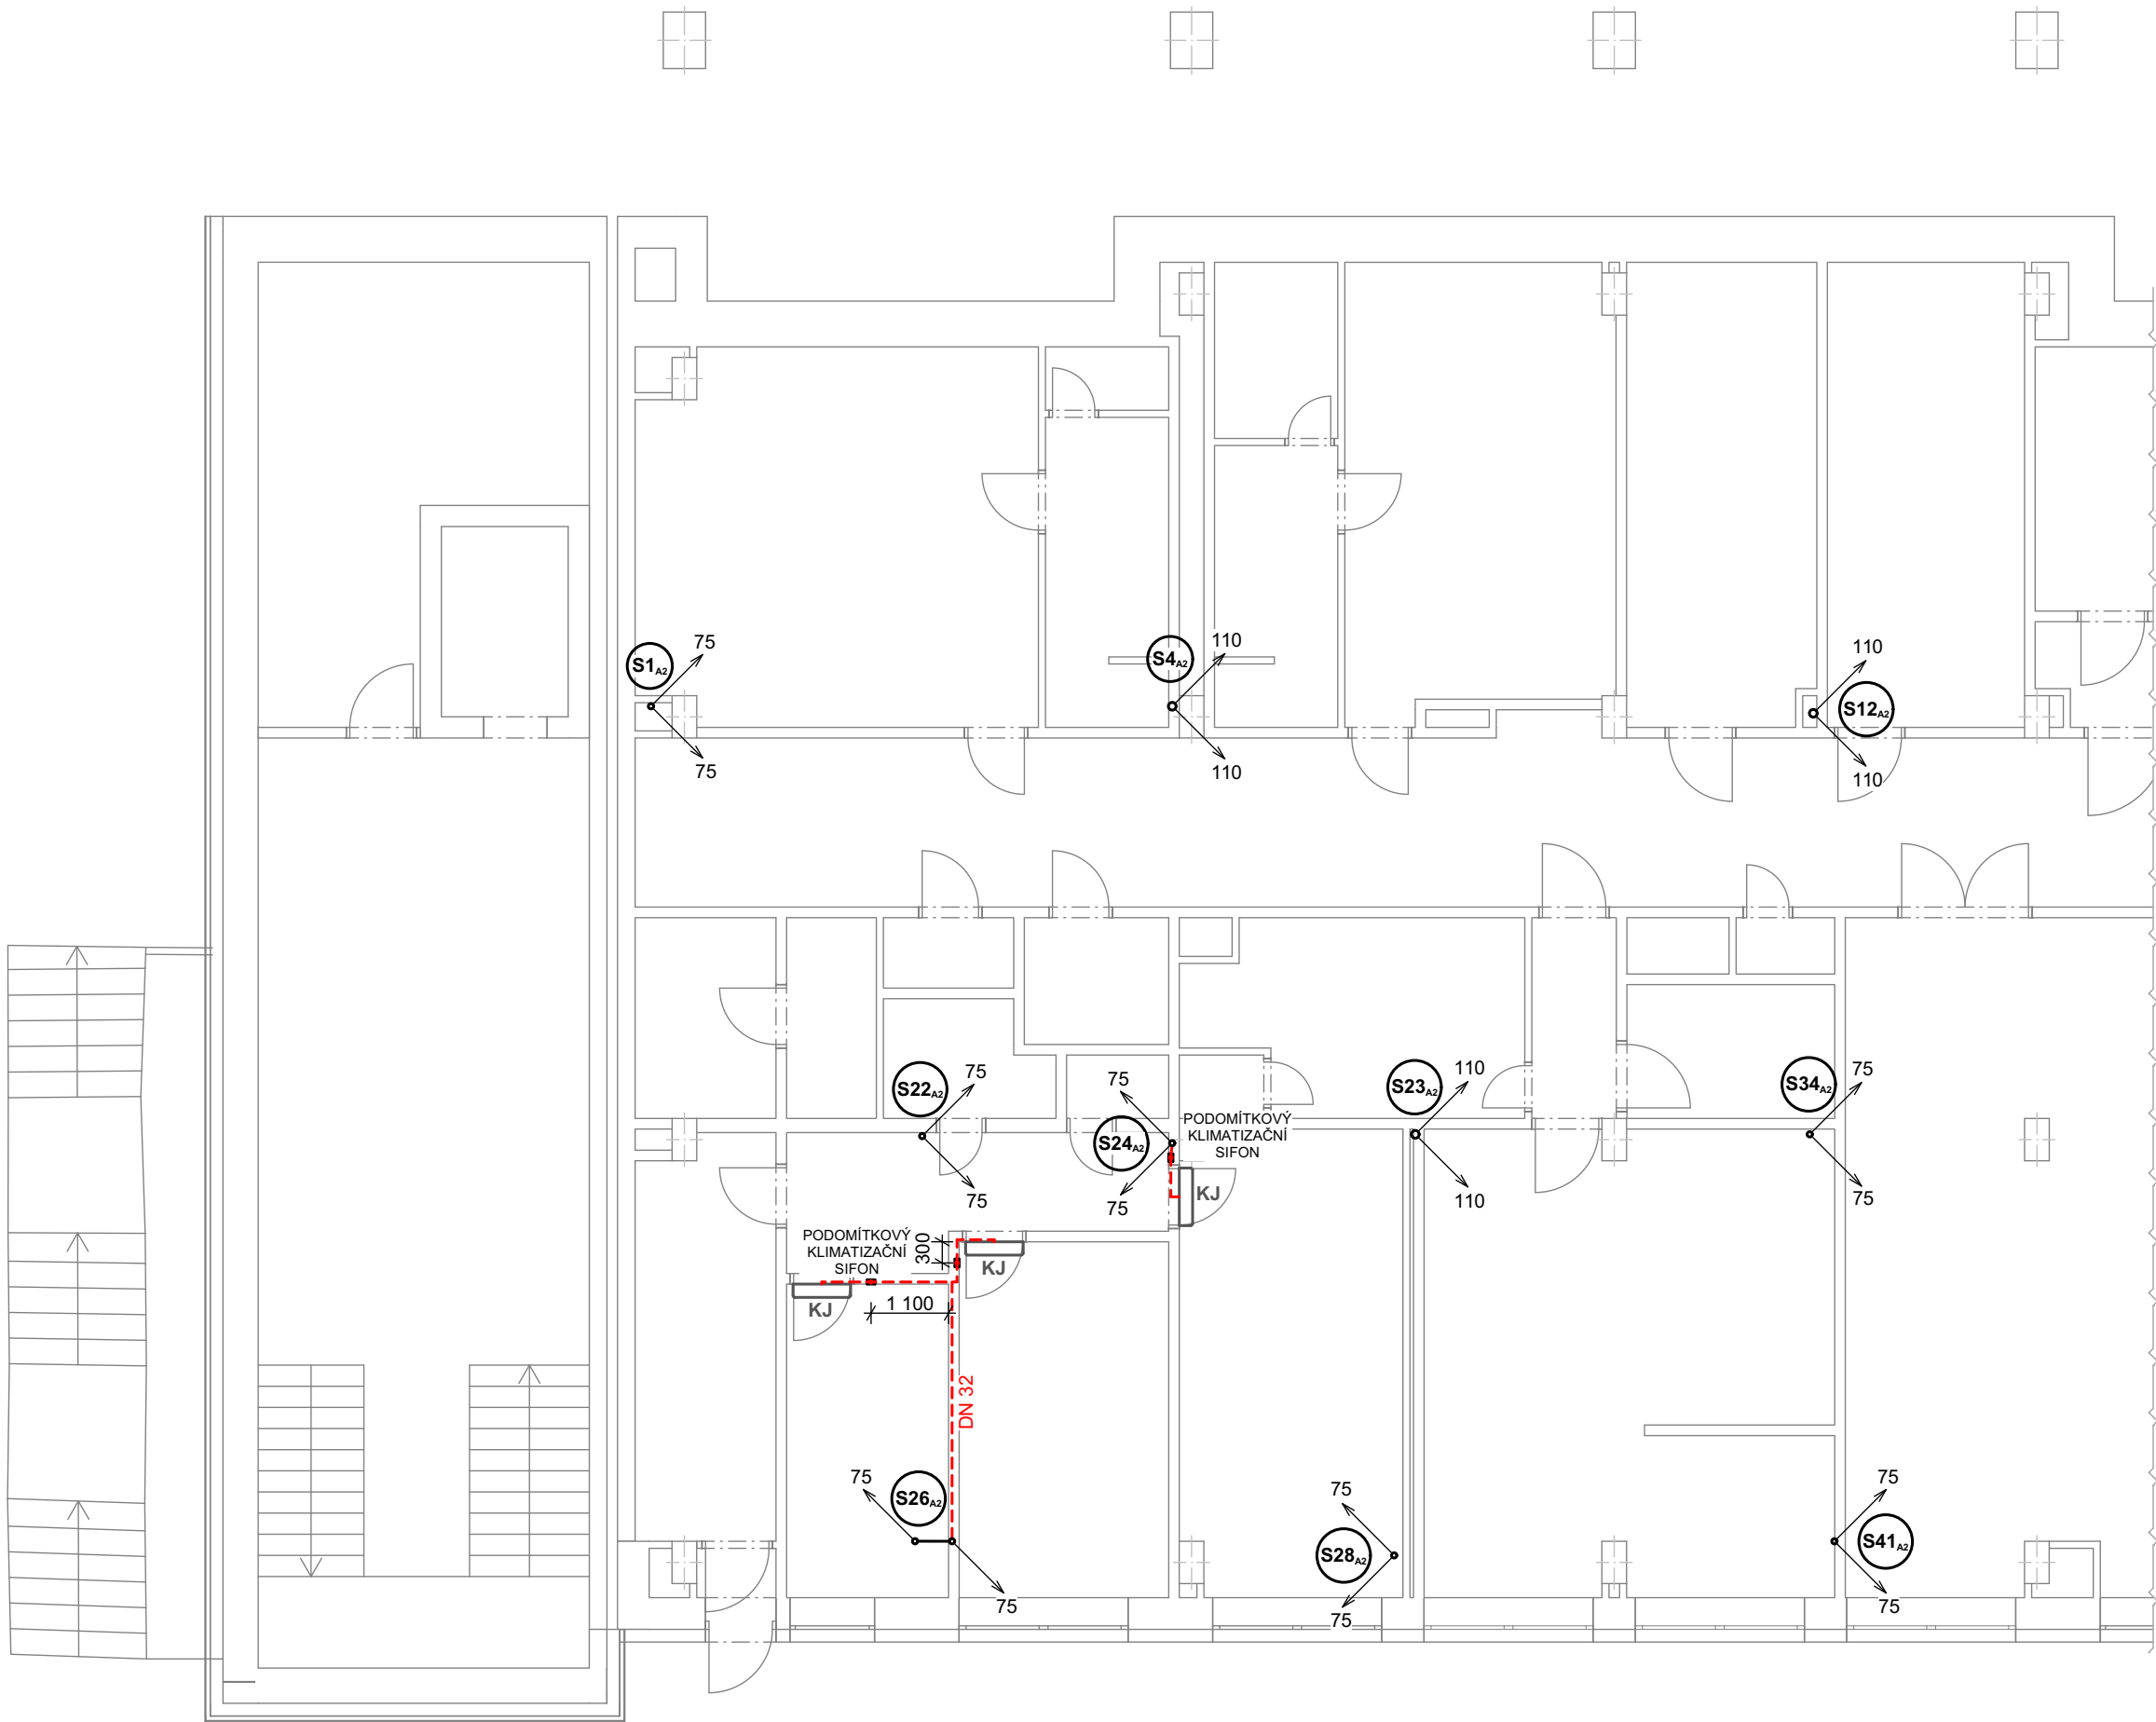 75
S1A2
75
110
S4A2
110
110
S12A2
110
75
S22A2
75
75
S24A2
75
PODOMÍTKOVÝ
KLIMATIZAČNÍ
SIFON
KJ
110
S23A2
110
75
S34A2
75
PODOMÍTKOVÝ
KLIMATIZAČNÍ
SIFON
300
KJ
KJ
1 100
DN 32
75
S26A2
75
75
S28A2
75
75
S41A2
75